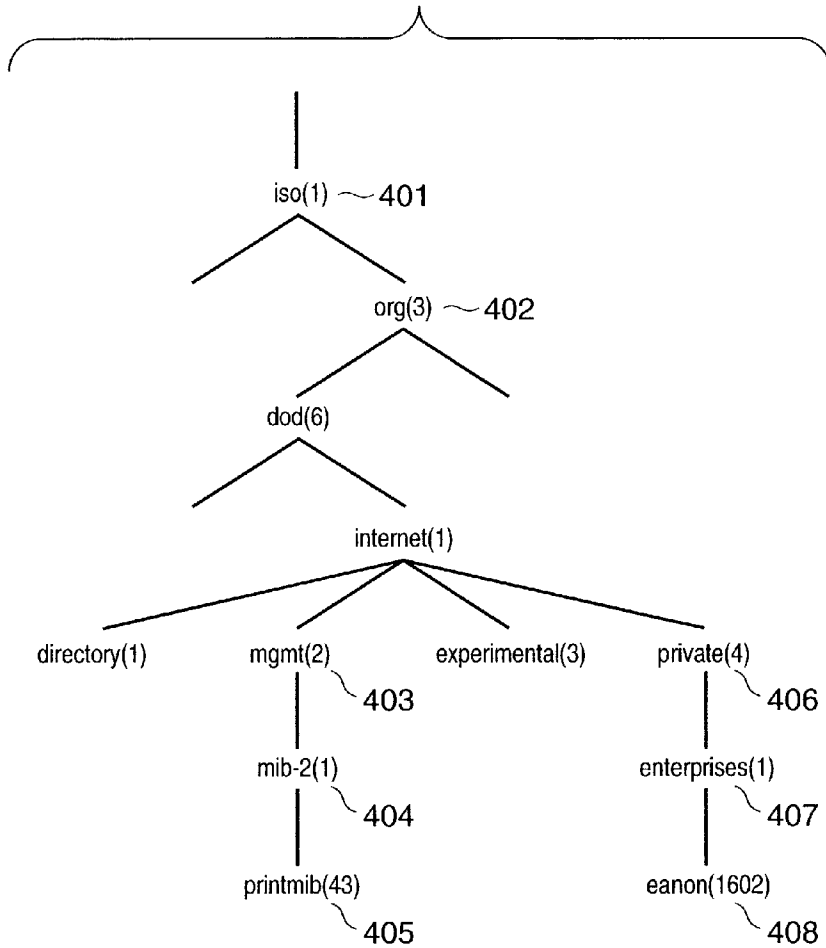 iso(1) 401
org(3) 402
dod(6)
internet(1)
directory(1) mgmt(2) experimental(3) private(4)
403 406
mib-2(1) enterprises(1)
404 407
printmib(43) eanon(1602)
405 408